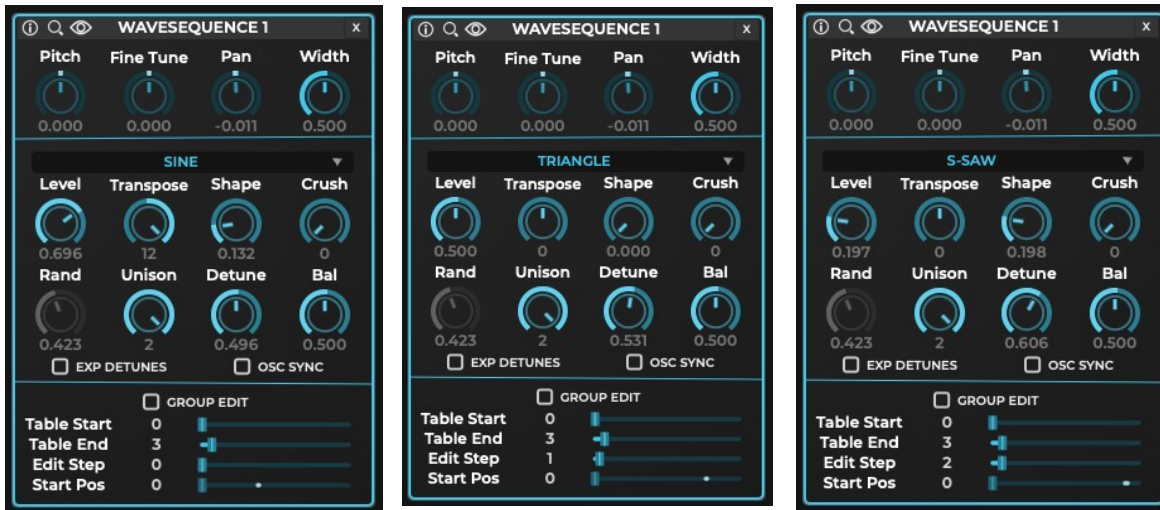 WAVESEQUENCE 1 x
Pitch Fine Tune Pan Width
0.000 0.000 -0.011 0.500
SINE
Level Transpose Shape Crush
0.696 12 0.132 0
Rand Unison Detune Bal
0.423 2 0.496 0.500
EXP DETUNES OSC SYNC
GROUP EDIT
Table Start 0
Table End 3
Edit Step 0
Start Pos 0
WAVESEQUENCE 1 x
Pitch Fine Tune Pan Width
0.000 0.000 -0.011 0.500
TRIANGLE
Level Transpose Shape Crush
0.500 0 0.000 0
Rand Unison Detune Bal
0.423 2 0.531 0.500
EXP DETUNES OSC SYNC
GROUP EDIT
Table Start 0
Table End 3
Edit Step 1
Start Pos 0
WAVESEQUENCE 1 x
Pitch Fine Tune Pan Width
0.000 0.000 -0.011 0.500
S-SAW
Level Transpose Shape Crush
0.197 0 0.198 0
Rand Unison Detune Bal
0.423 2 0.606 0.500
EXP DETUNES OSC SYNC
GROUP EDIT
Table Start 0
Table End 3
Edit Step 2
Start Pos 0